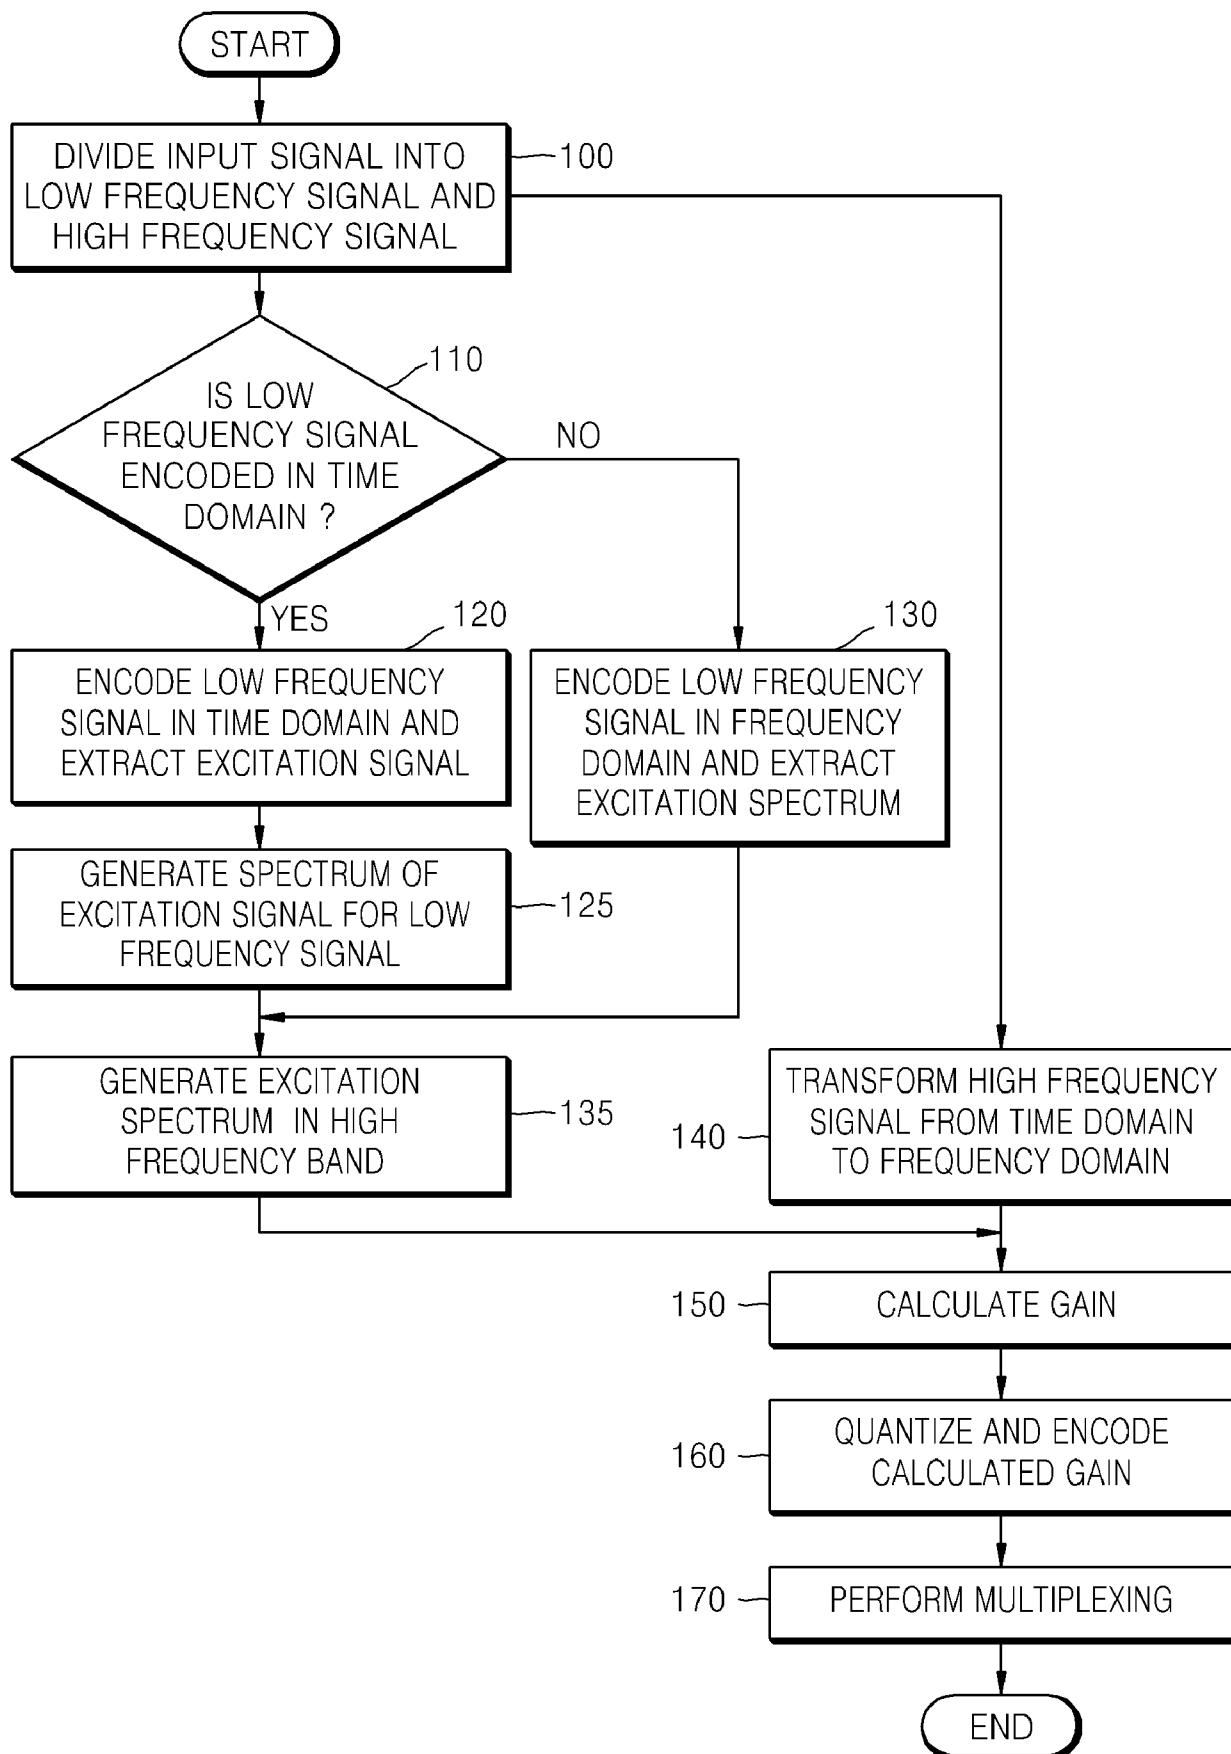 START
DIVIDE INPUT SIGNAL INTO
LOW FREQUENCY SIGNAL AND
HIGH FREQUENCY SIGNAL
100
110
IS LOW
FREQUENCY SIGNAL
ENCODED IN TIME
DOMAIN ?
NO
YES
120
ENCODE LOW FREQUENCY
SIGNAL IN TIME DOMAIN AND
EXTRACT EXCITATION SIGNAL
130
ENCODE LOW FREQUENCY
SIGNAL IN FREQUENCY
DOMAIN AND EXTRACT
EXCITATION SPECTRUM
GENERATE SPECTRUM OF
EXCITATION SIGNAL FOR LOW
FREQUENCY SIGNAL
125
GENERATE EXCITATION
SPECTRUM IN HIGH
FREQUENCY BAND
135
140
TRANSFORM HIGH FREQUENCY
SIGNAL FROM TIME DOMAIN
TO FREQUENCY DOMAIN
150
CALCULATE GAIN
160
QUANTIZE AND ENCODE
CALCULATED GAIN
170
PERFORM MULTIPLEXING
END